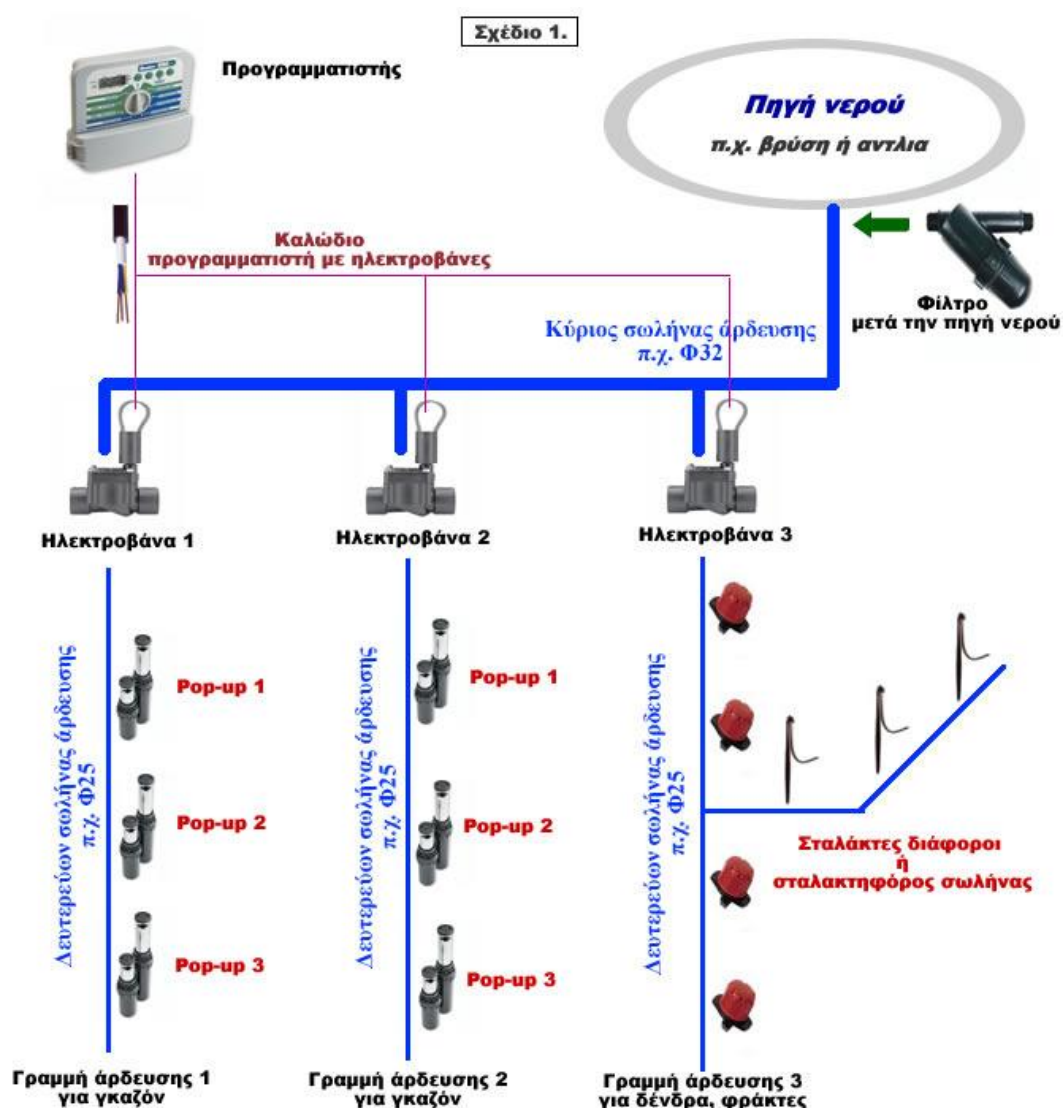 Σχέδιο 1.
Προγραμματιστής
Πηγή νερού
π.χ. βρύση ή αντλια
Καλώδιο
προγραμματιστή με ηλεκτροβάνες
Φίλτρο
μετά την πηγή νερού
Κύριος σωλήνας άρδευσης
π.χ. Φ32
Ηλεκτροβάνα 1
Ηλεκτροβάνα 2
Ηλεκτροβάνα 3
Δευτερεύων σωλήνας άρδευσης
π.χ. Φ25
Pop-up 1
Pop-up 2
Pop-up 3
Δευτερεύων σωλήνας άρδευσης
π.χ. Φ25
Pop-up 1
Pop-up 2
Pop-up 3
Δευτερεύων σωλήνας άρδευσης
π.χ. Φ25
Σταλάκτες διάφοροι
ή
σταλακτηφόρος σωλήνας
Γραμμή άρδευσης 1
για γκαζόν
Γραμμή άρδευσης 2
για γκαζόν
Γραμμή άρδευσης 3
για δένδρα, φράκτες